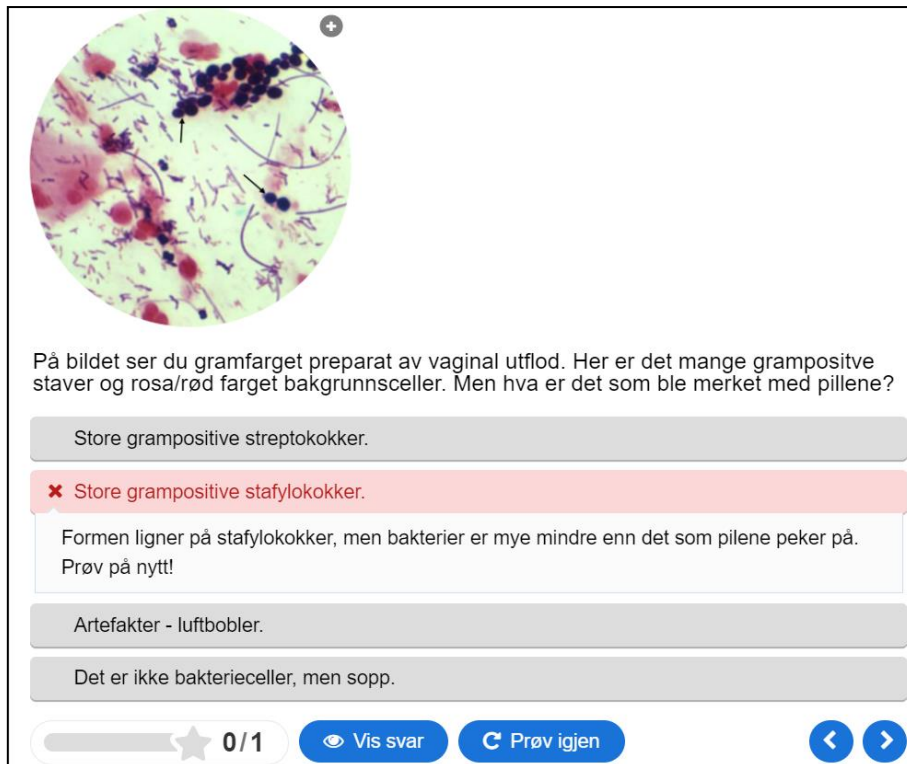 På bildet ser du gramfarget preparat av vaginal utflod. Her er det mange grampositve
staver og rosa/rød farget bakgrunnsceller. Men hva er det som ble merket med pillene?
Store grampositive streptokokker.
Store grampositive stafylokokker.
Formen ligner på stafylokokker, men bakterier er mye mindre enn det som pilene peker på.
Prøv på nytt!
Artefakter - luftbobler.
Det er ikke bakterieceller, men sopp.
0/1 Vis svar Prøv igjen